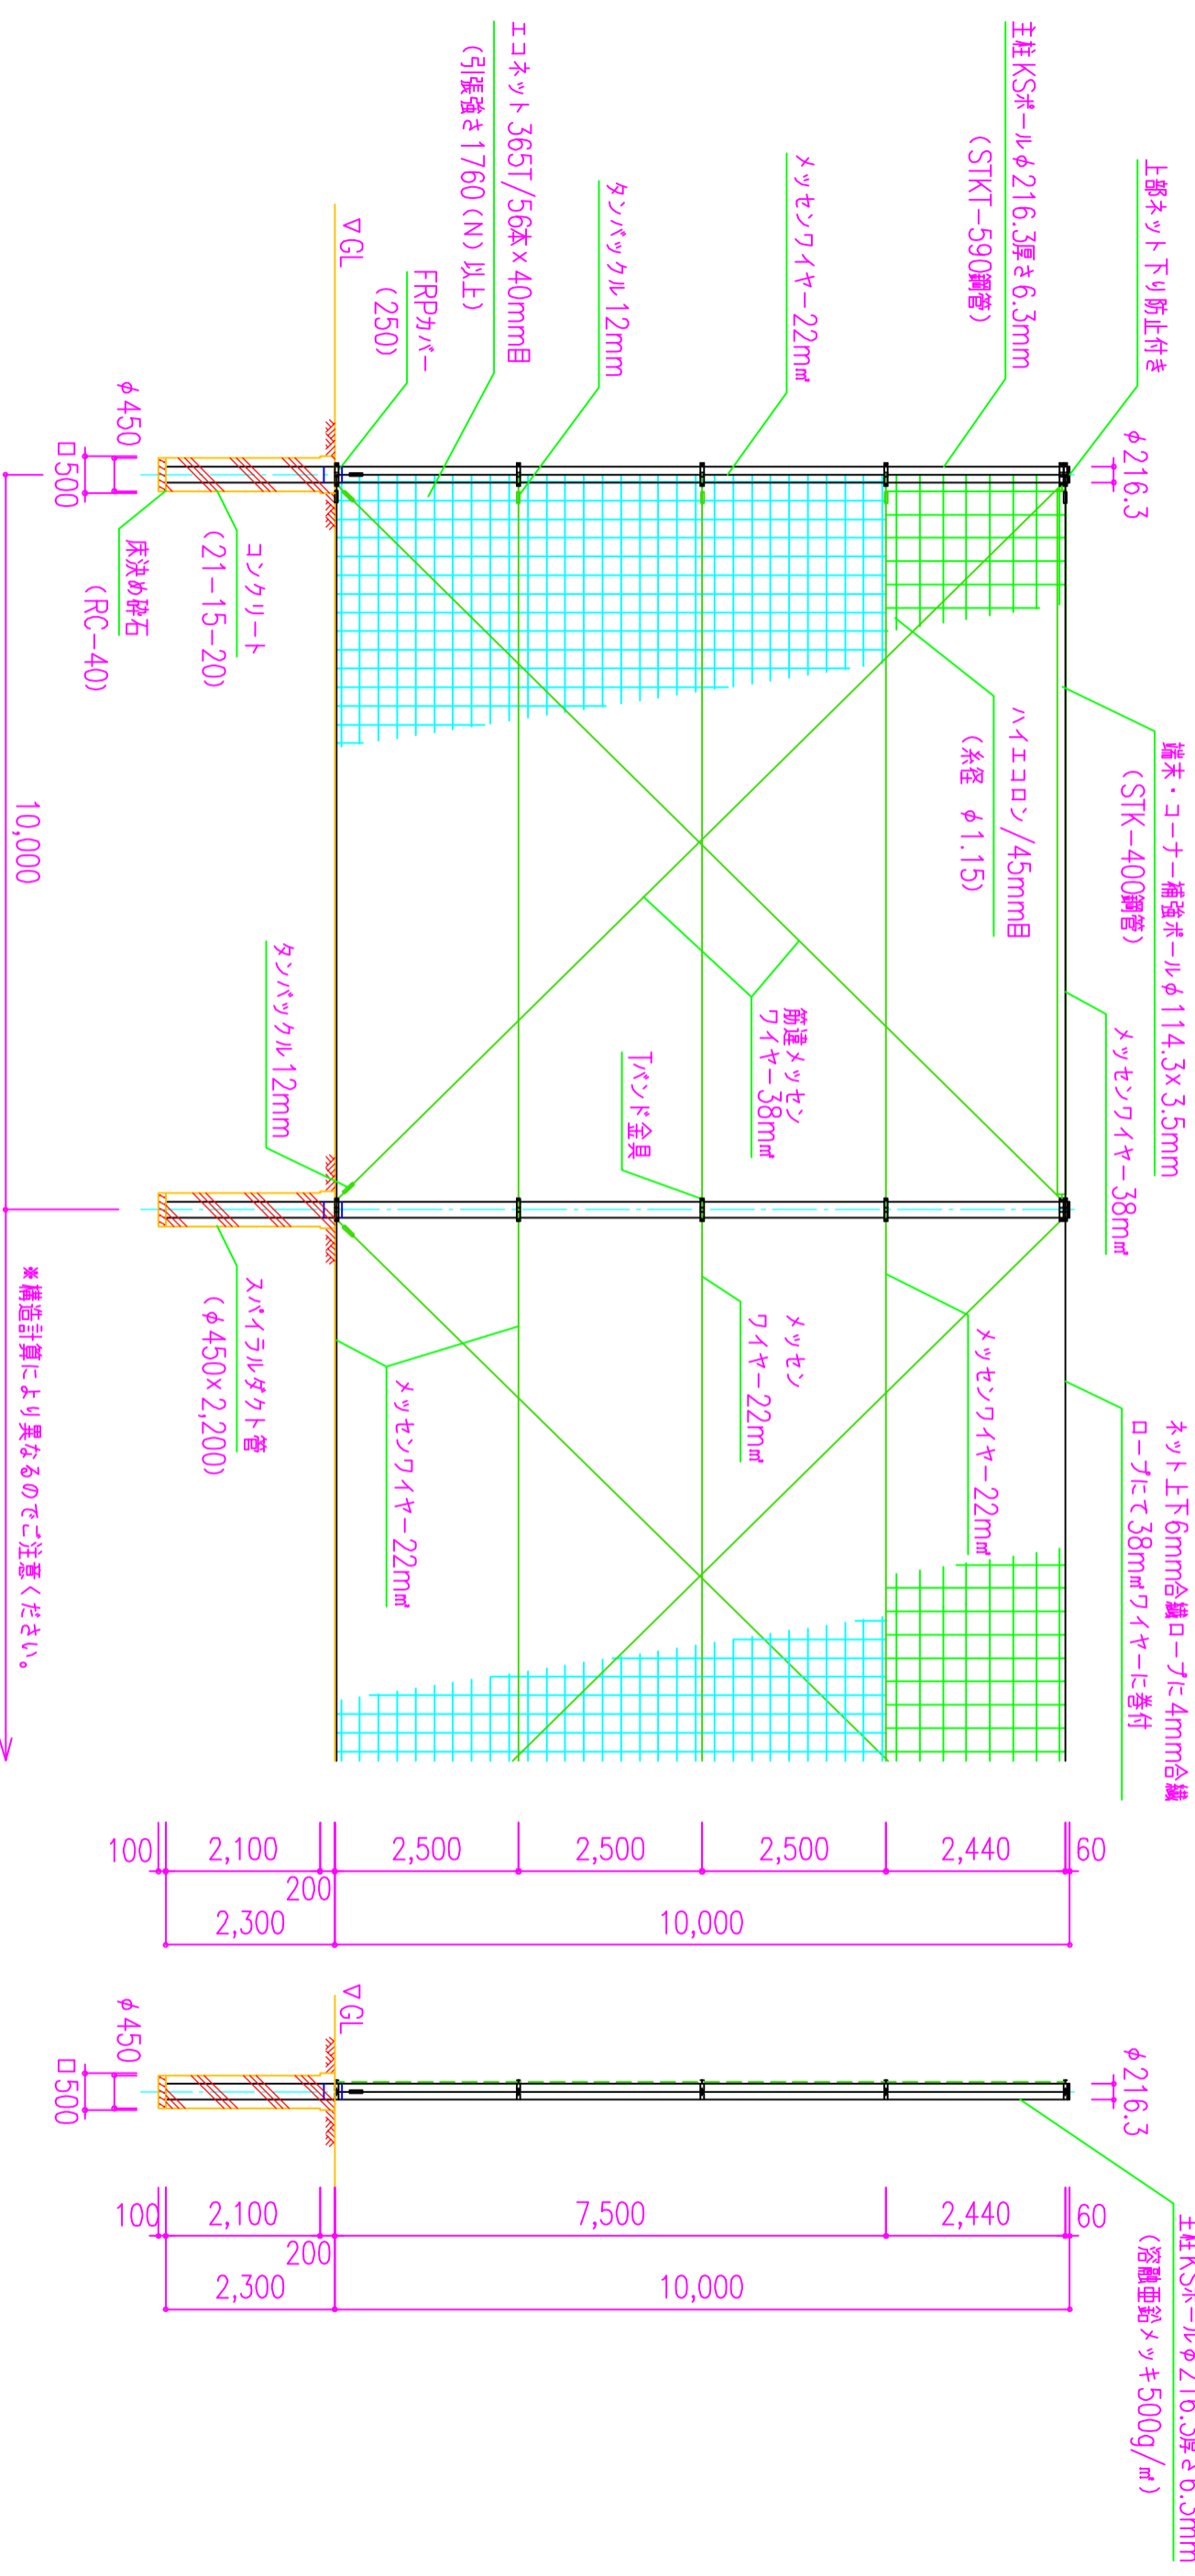 上部ネット下り防止付き
主柱KSポールφ216.3厚さ6.3mm
(STKT-590鋼管)
メッセンワイヤー22m㎡
タンバックル12mm
エコネット365T/56本×40mm目
(引張強さ1760(N)以上)
▽GL
FRPカバー
(250)
φ450
□500
φ216.3
床決め砕石
(RC-40)
コンクリート
(21-15-20)
10,000
端末・コーナー補強ポールφ114.3×3.5mm
(STK-400鋼管)
ハイエコロン/45mm目
(糸径 φ1.15)
メッセンワイヤー38m㎡
筋違メッセン
ワイヤー38m㎡
Tバンド金具
タンバックル12mm
ネット上下6mm合繊ロープに4mm合繊
ロープにて38m㎡ワイヤーに巻付
メッセンワイヤー22m㎡
メッセン
ワイヤー22m㎡
メッセンワイヤー22m㎡
スパイラルダクト管
(φ450×2,200)
※構造計算により異なるのでご注意ください。
60
2,440
2,500
2,500
2,500
200
2,100
100
10,000
2,300
▽GL
φ450
□500
φ216.3
主柱KSポールφ216.3厚さ6.3mm
(溶融亜鉛メッキ500g/㎡)
60
2,440
7,500
200
2,100
100
10,000
2,300